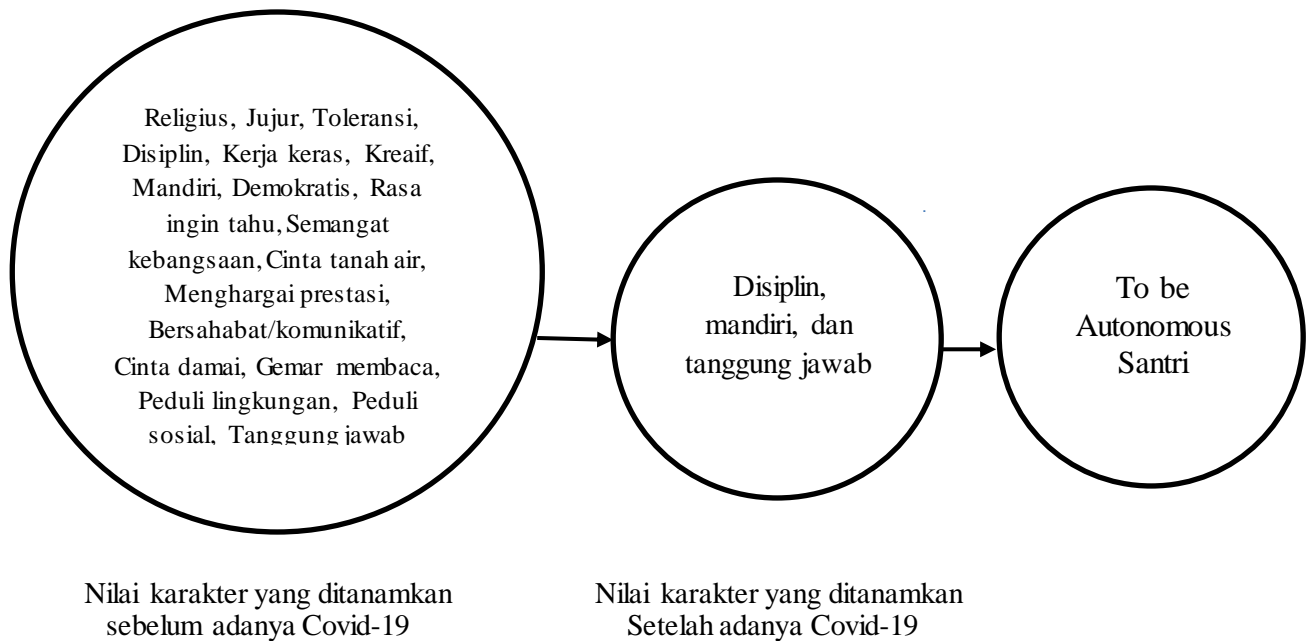 Religius, Jujur, Toleransi,
Disiplin, Kerja keras, Kreaif,
Mandiri, Demokratis, Rasa
ingin tahu, Semangat
kebangsaan, Cinta tanah air,
Menghargai prestasi,
Bersahabat/komunikatif,
Cinta damai, Gemar membaca,
Peduli lingkungan, Peduli
sosial, Tanggung jawab
Disiplin,
mandiri, dan
tanggung jawab
To be
Autonomous
Santri
Nilai karakter yang ditanamkan
sebelum adanya Covid-19
Nilai karakter yang ditanamkan
Setelah adanya Covid-19